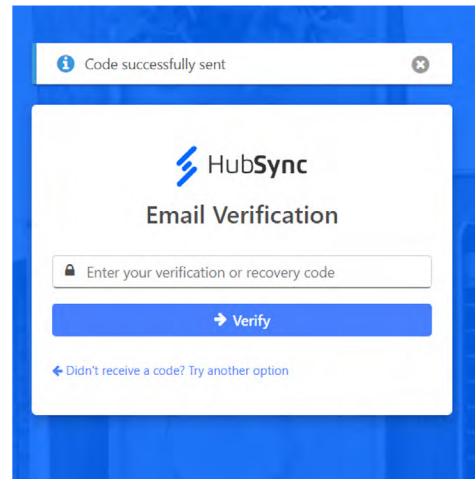 Code successfully sent
HubSync
Email Verification
Enter your verification or recovery code
Verify
Didn't receive a code? Try another option